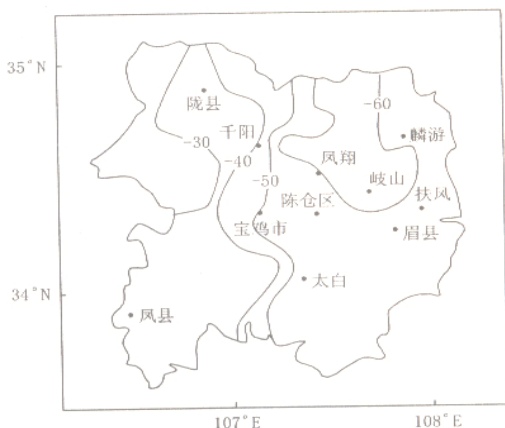 35°N
-60
陇县
千阳
麟游
-30
-40
凤翔
-50
岐山
陈仓区
扶风
宝鸡市
眉县
太白
34°N
凤县
107°E
108°E